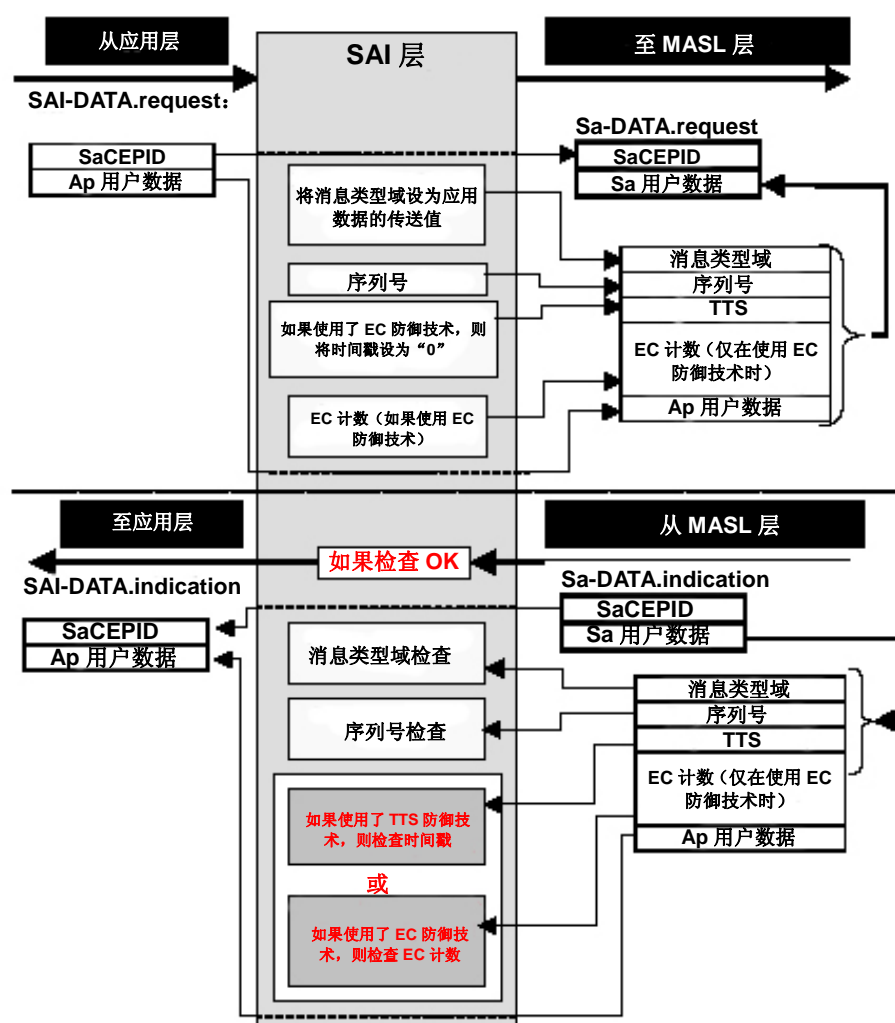 从应用层
SAI 层
至 MASL 层
SAI-DATA.request：
Sa-DATA.request
SaCEPID
Ap 用户数据
SaCEPID
Sa 用户数据
将消息类型域设为应用
数据的传送值
序列号
如果使用了 EC 防御技术，则
将时间戳设为“0”
EC 计数（如果使用 EC
防御技术）
消息类型域
序列号
TTS
EC 计数（仅在使用 EC
防御技术时）
Ap 用户数据
至应用层
从 MASL 层
如果检查 OK
SAI-DATA.indication
Sa-DATA.indication
SaCEPID
Ap 用户数据
SaCEPID
Sa 用户数据
消息类型域检查
序列号检查
如果使用了 TTS 防御技
术，则检查时间戳
或
如果使用了 EC 防御技
术，则检查 EC 计数
消息类型域
序列号
TTS
EC 计数（仅在使用 EC
防御技术时）
Ap 用户数据